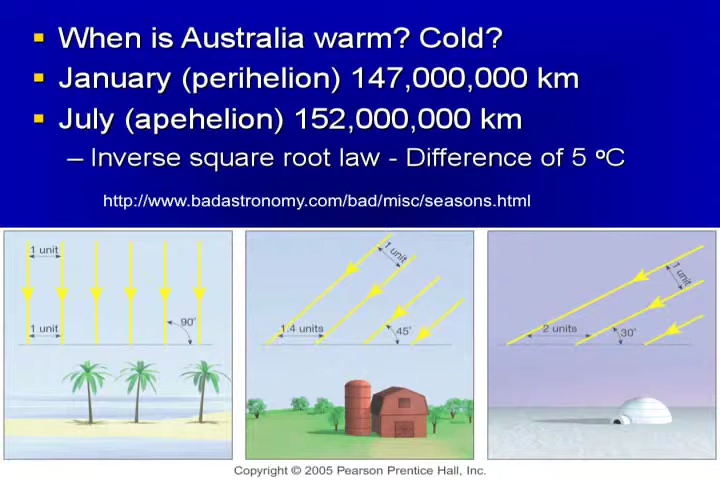 When is Australia warm? Cold?
January (perihelion) 147,000,000 km
July (apehelion) 152,000,000 km
– Inverse square root law - Difference of 5 ºC
http://www.badastronomy.com/bad/misc/seasons.html
1 unit
1 unit
90°
1 unit
1.4 units
45°
1 unit
2 units
30°
Copyright © 2005 Pearson Prentice Hall, Inc.